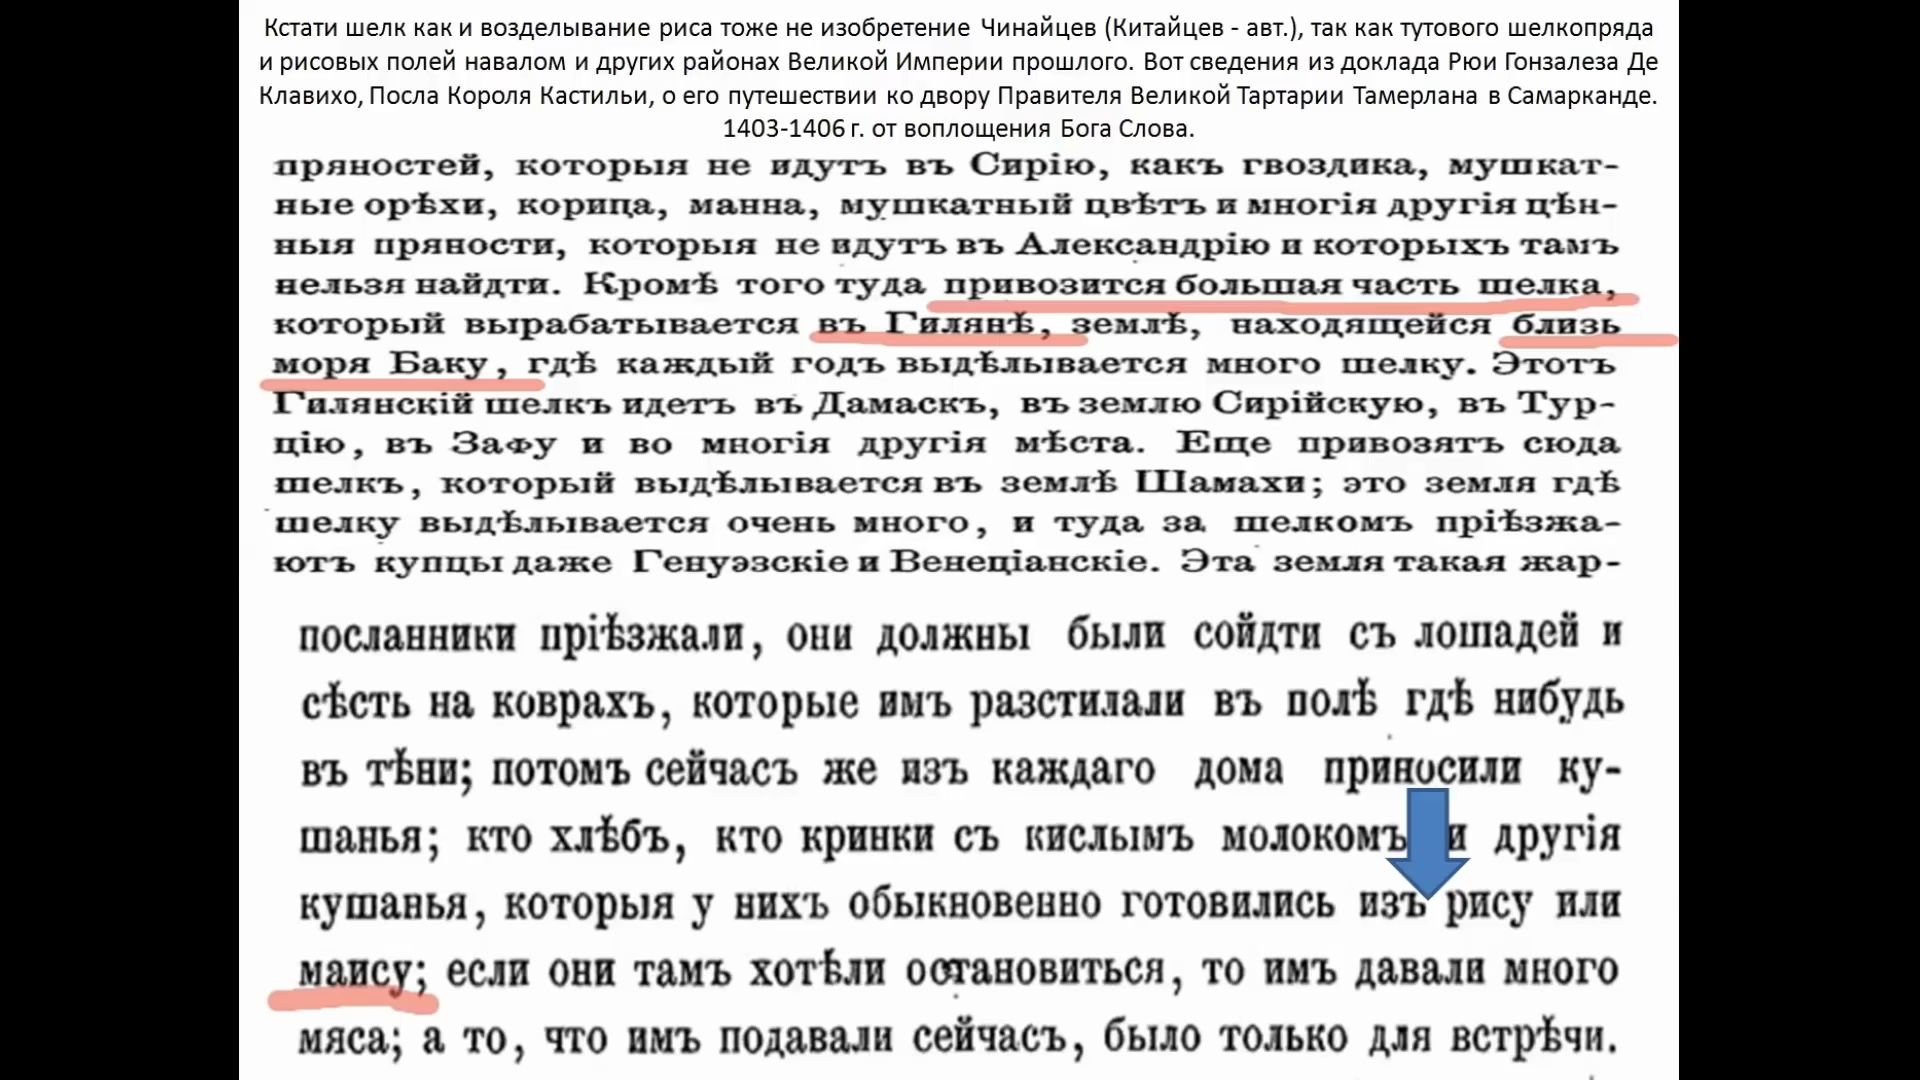 Кстати шелк как и возделывание риса тоже не изобретение Чинайцев (Китайцев - авт.), так как тутового шелкопряда
и рисовых полей навалом и других районах Великой Империи прошлого. Вот сведения из доклада Рюи Гонзалеза Де
Клавихо, Посла Короля Кастильи, о его путешествии ко двору Правителя Великой Тартарии Тамерлана в Самарканде.
1403-1406 г. от воплощения Бога Слова.
пряностей, которыя не идутъ въ Сирію, какъ гвоздика, мушкат-
ные орѣхи, корица, манна, мушкатный цвѣтъ и многія другія цѣн-
ныя пряности, которыя не идутъ въ Александрію и которыхъ тамъ
нельзя найдти. Кромѣ того туда привозится большая часть шелка,
который вырабатывается въ Гилянѣ, землѣ, находящейся близь
моря Баку, гдѣ каждый годъ выдѣлывается много шелку. Этотъ
Гилянскій шелкъ идетъ въ Дамаскъ, въ землю Сирійскую, въ Тур-
цію, въ Зафу и во многія другія мѣста. Еще привозятъ сюда
шелкъ, который выдѣлывается въ землѣ Шамахи; это земля гдѣ
шелку выдѣлывается очень много, и туда за шелкомъ пріѣзжа-
ютъ купцы даже Генуэзскіе и Венеціанскіе. Эта земля такая жар-
посланники пріѣзжали, они должны были сойдти съ лошадей и
сѣсть на коврахъ, которые имъ разстилали въ полѣ гдѣ нибудь
въ тѣни; потомъ сейчасъ же изъ каждаго дома приносили ку-
шанья; кто хлѣбъ, кто кринки съ кислымъ молокомъ и другія
кушанья, которыя у нихъ обыкновенно готовились изъ рису или
маису; если они тамъ хотѣли остановиться, то имъ давали много
мяса; а то, что имъ подавали сейчасъ, было только для встрѣчи.